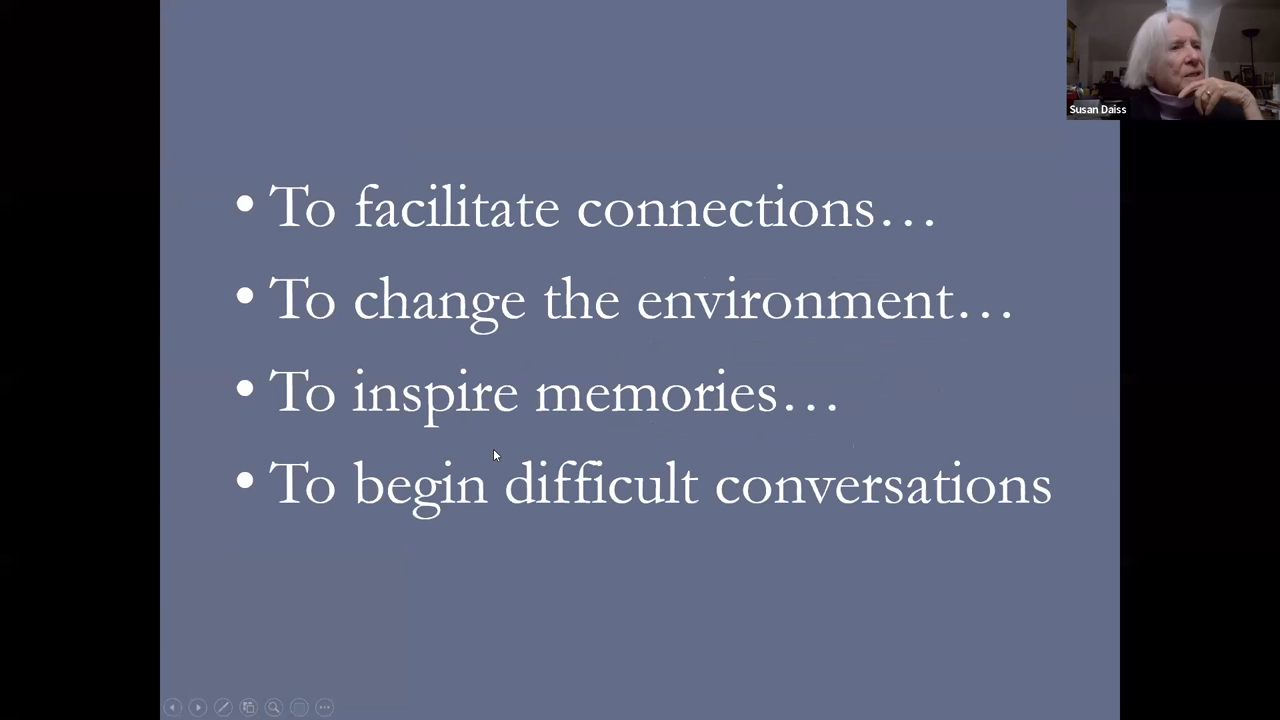 Susan Daiss
• To facilitate connections…
• To change the environment…
• To inspire memories…
• To begin difficult conversations